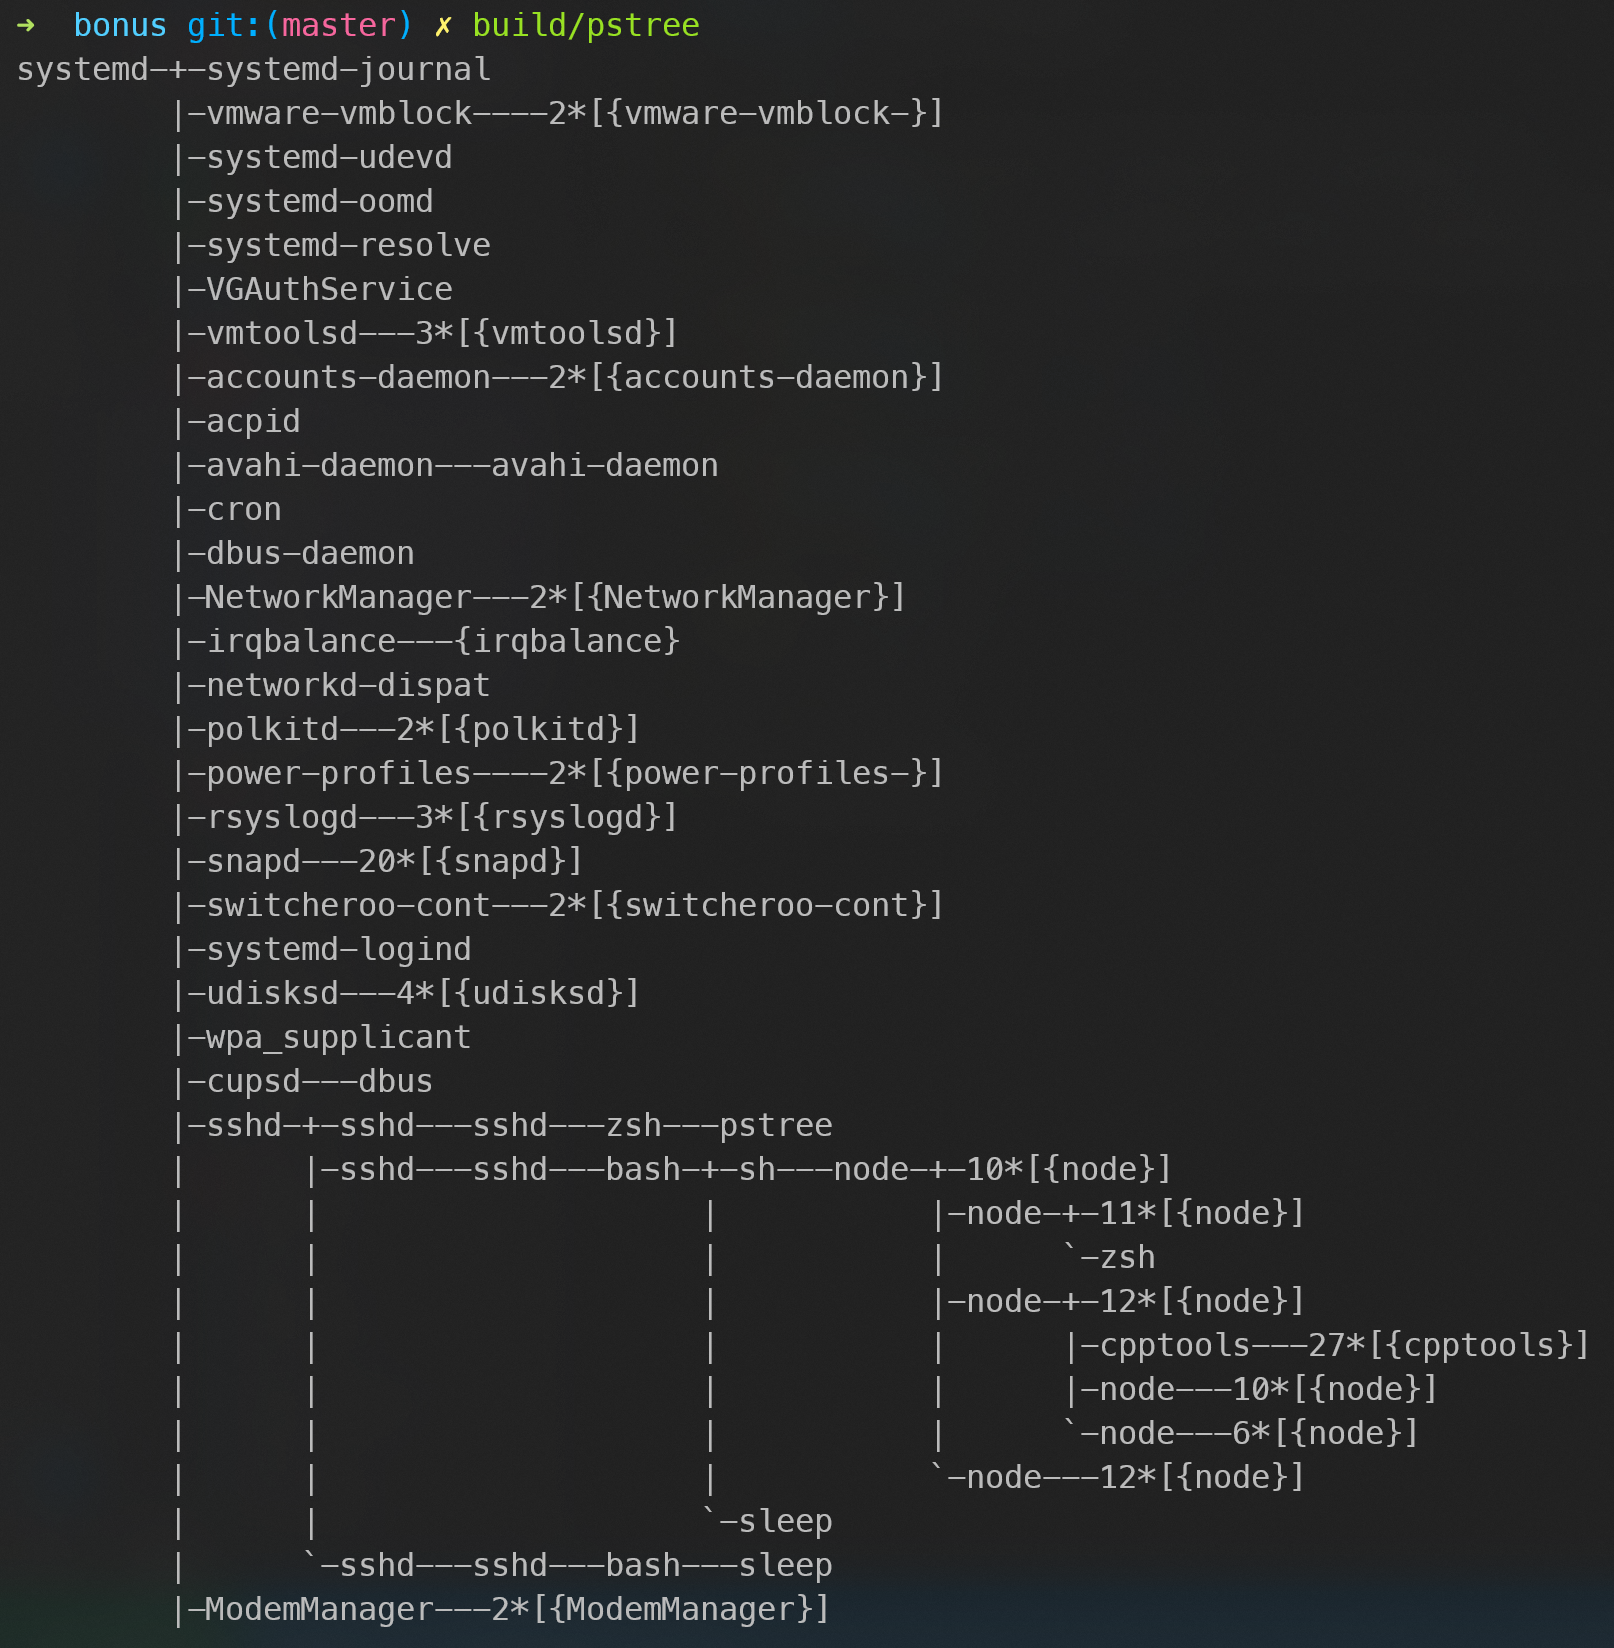 ➜  bonus git:(master) ✗ build/pstree
systemd-+-systemd-journal
        |-vmware-vmblock----2*[{vmware-vmblock-}]
        |-systemd-udevd
        |-systemd-oomd
        |-systemd-resolve
        |-VGAuthService
        |-vmtoolsd---3*[{vmtoolsd}]
        |-accounts-daemon---2*[{accounts-daemon}]
        |-acpid
        |-avahi-daemon---avahi-daemon
        |-cron
        |-dbus-daemon
        |-NetworkManager---2*[{NetworkManager}]
        |-irqbalance---{irqbalance}
        |-networkd-dispat
        |-polkitd---2*[{polkitd}]
        |-power-profiles----2*[{power-profiles-}]
        |-rsyslogd---3*[{rsyslogd}]
        |-snapd---20*[{snapd}]
        |-switcheroo-cont---2*[{switcheroo-cont}]
        |-systemd-logind
        |-udisksd---4*[{udisksd}]
        |-wpa_supplicant
        |-cupsd---dbus
        |-sshd-+-sshd---sshd---zsh---pstree
        |      |-sshd---sshd---bash-+-sh---node-+-10*[{node}]
        |      |                    |           |-node-+-11*[{node}]
        |      |                    |           |      `-zsh
        |      |                    |           |-node-+-12*[{node}]
        |      |                    |           |      |-cpptools---27*[{cpptools}]
        |      |                    |           |      |-node---10*[{node}]
        |      |                    |           |      `-node---6*[{node}]
        |      |                    |           `-node---12*[{node}]
        |      |                    `-sleep
        |      `-sshd---sshd---bash---sleep
        |-ModemManager---2*[{ModemManager}]